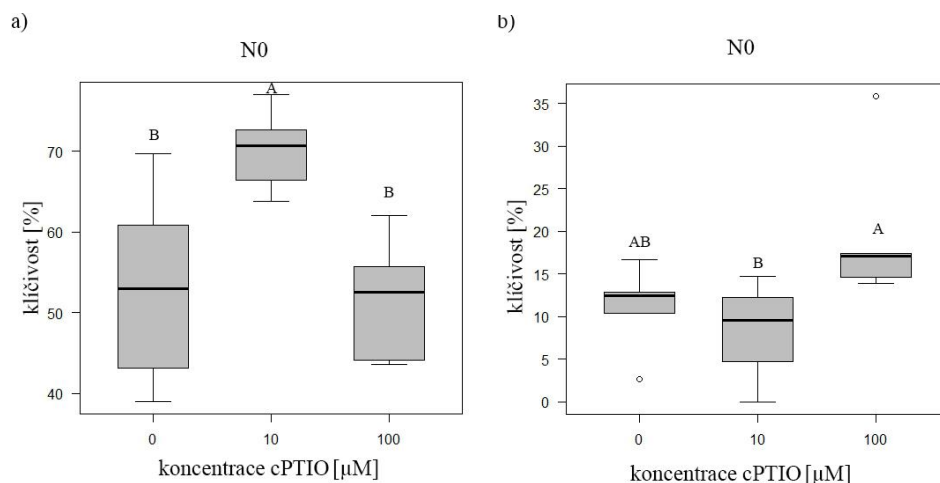 a)
N0
klíčivost [%]
70
60
50
40
B
A
B
0 10 100
koncentrace cPTIO [µM]
b)
N0
klíčivost [%]
35
30
25
20
15
10
5
0
AB
B
A
0 10 100
koncentrace cPTIO [µM]